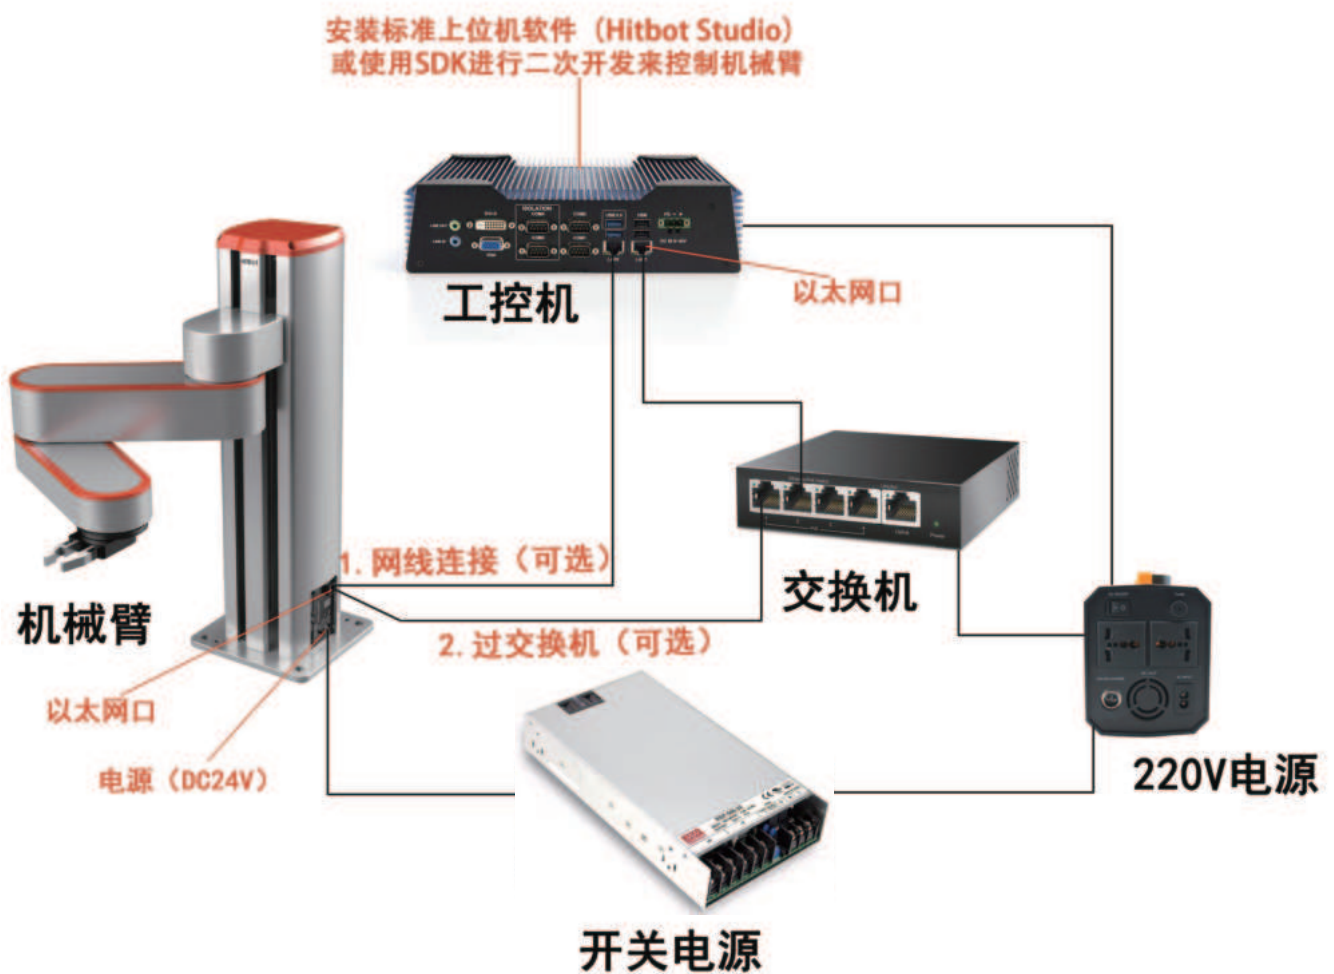 安装标准上位机软件（Hitbot Studio）
或使用SDK进行二次开发来控制机械臂
ISOLATION
工控机
以太网口
HITBOT
1. 网线连接（可选）
交换机
机械臂
2. 过交换机（可选）
以太网口
电源（DC24V）
220V电源
开关电源